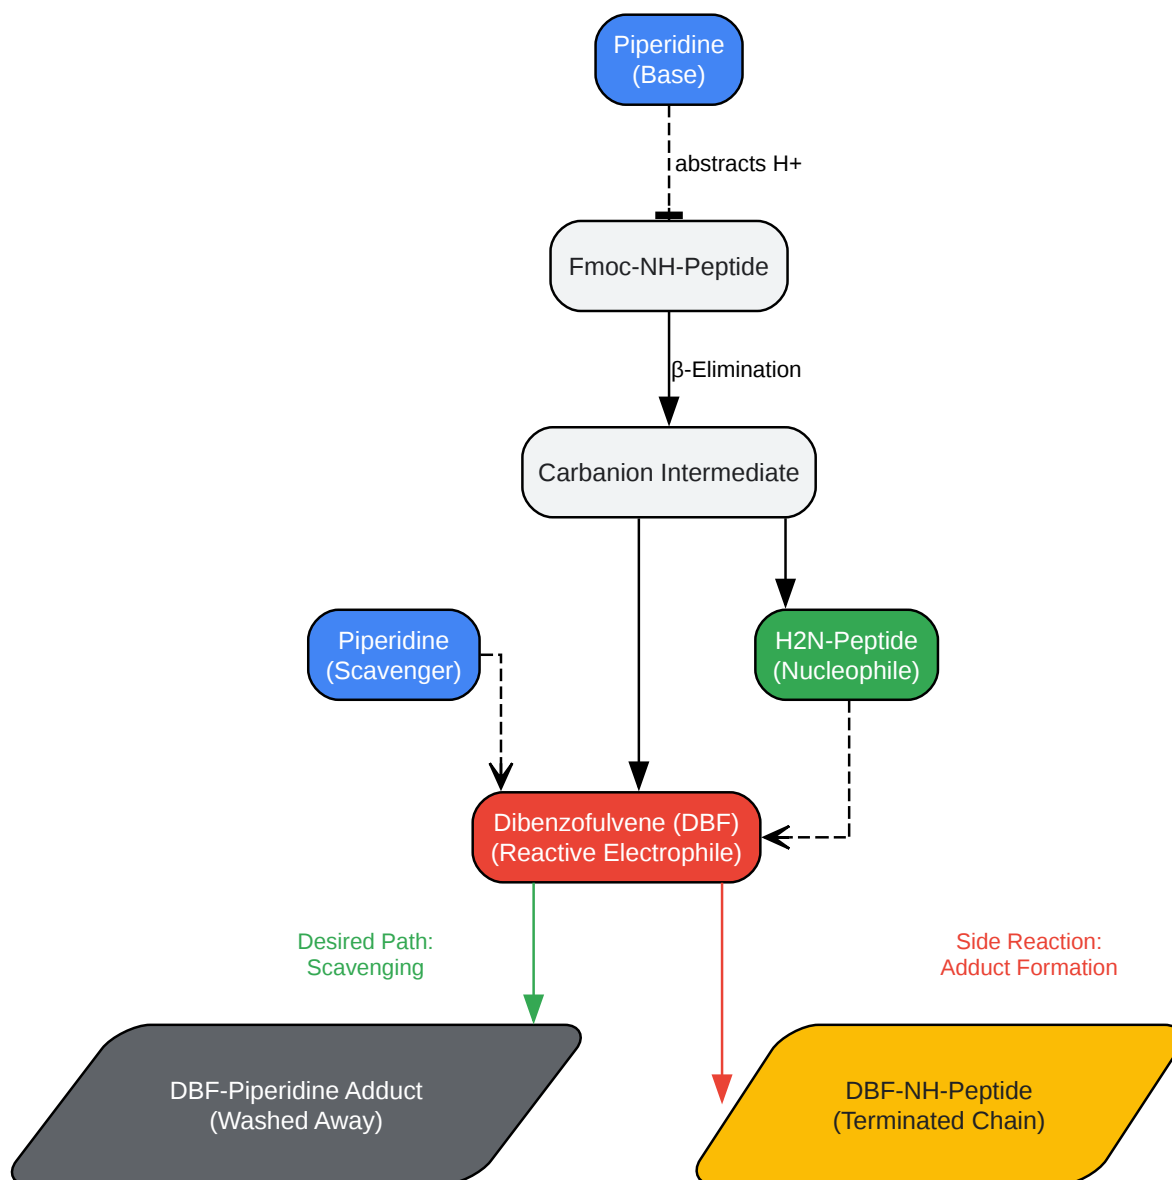 Piperidine
(Base)
abstracts H+
Fmoc-NH-Peptide
β-Elimination
Carbanion Intermediate
Piperidine
(Scavenger)
H2N-Peptide
(Nucleophile)
Dibenzofulvene (DBF)
(Reactive Electrophile)
Desired Path:
Scavenging
Side Reaction:
Adduct Formation
DBF-Piperidine Adduct
(Washed Away)
DBF-NH-Peptide
(Terminated Chain)